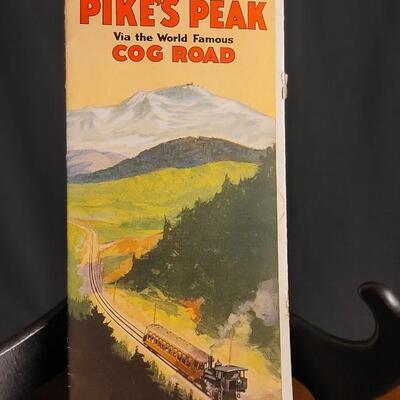 PIKE'S PEAK
Via the World Famous
COG ROAD